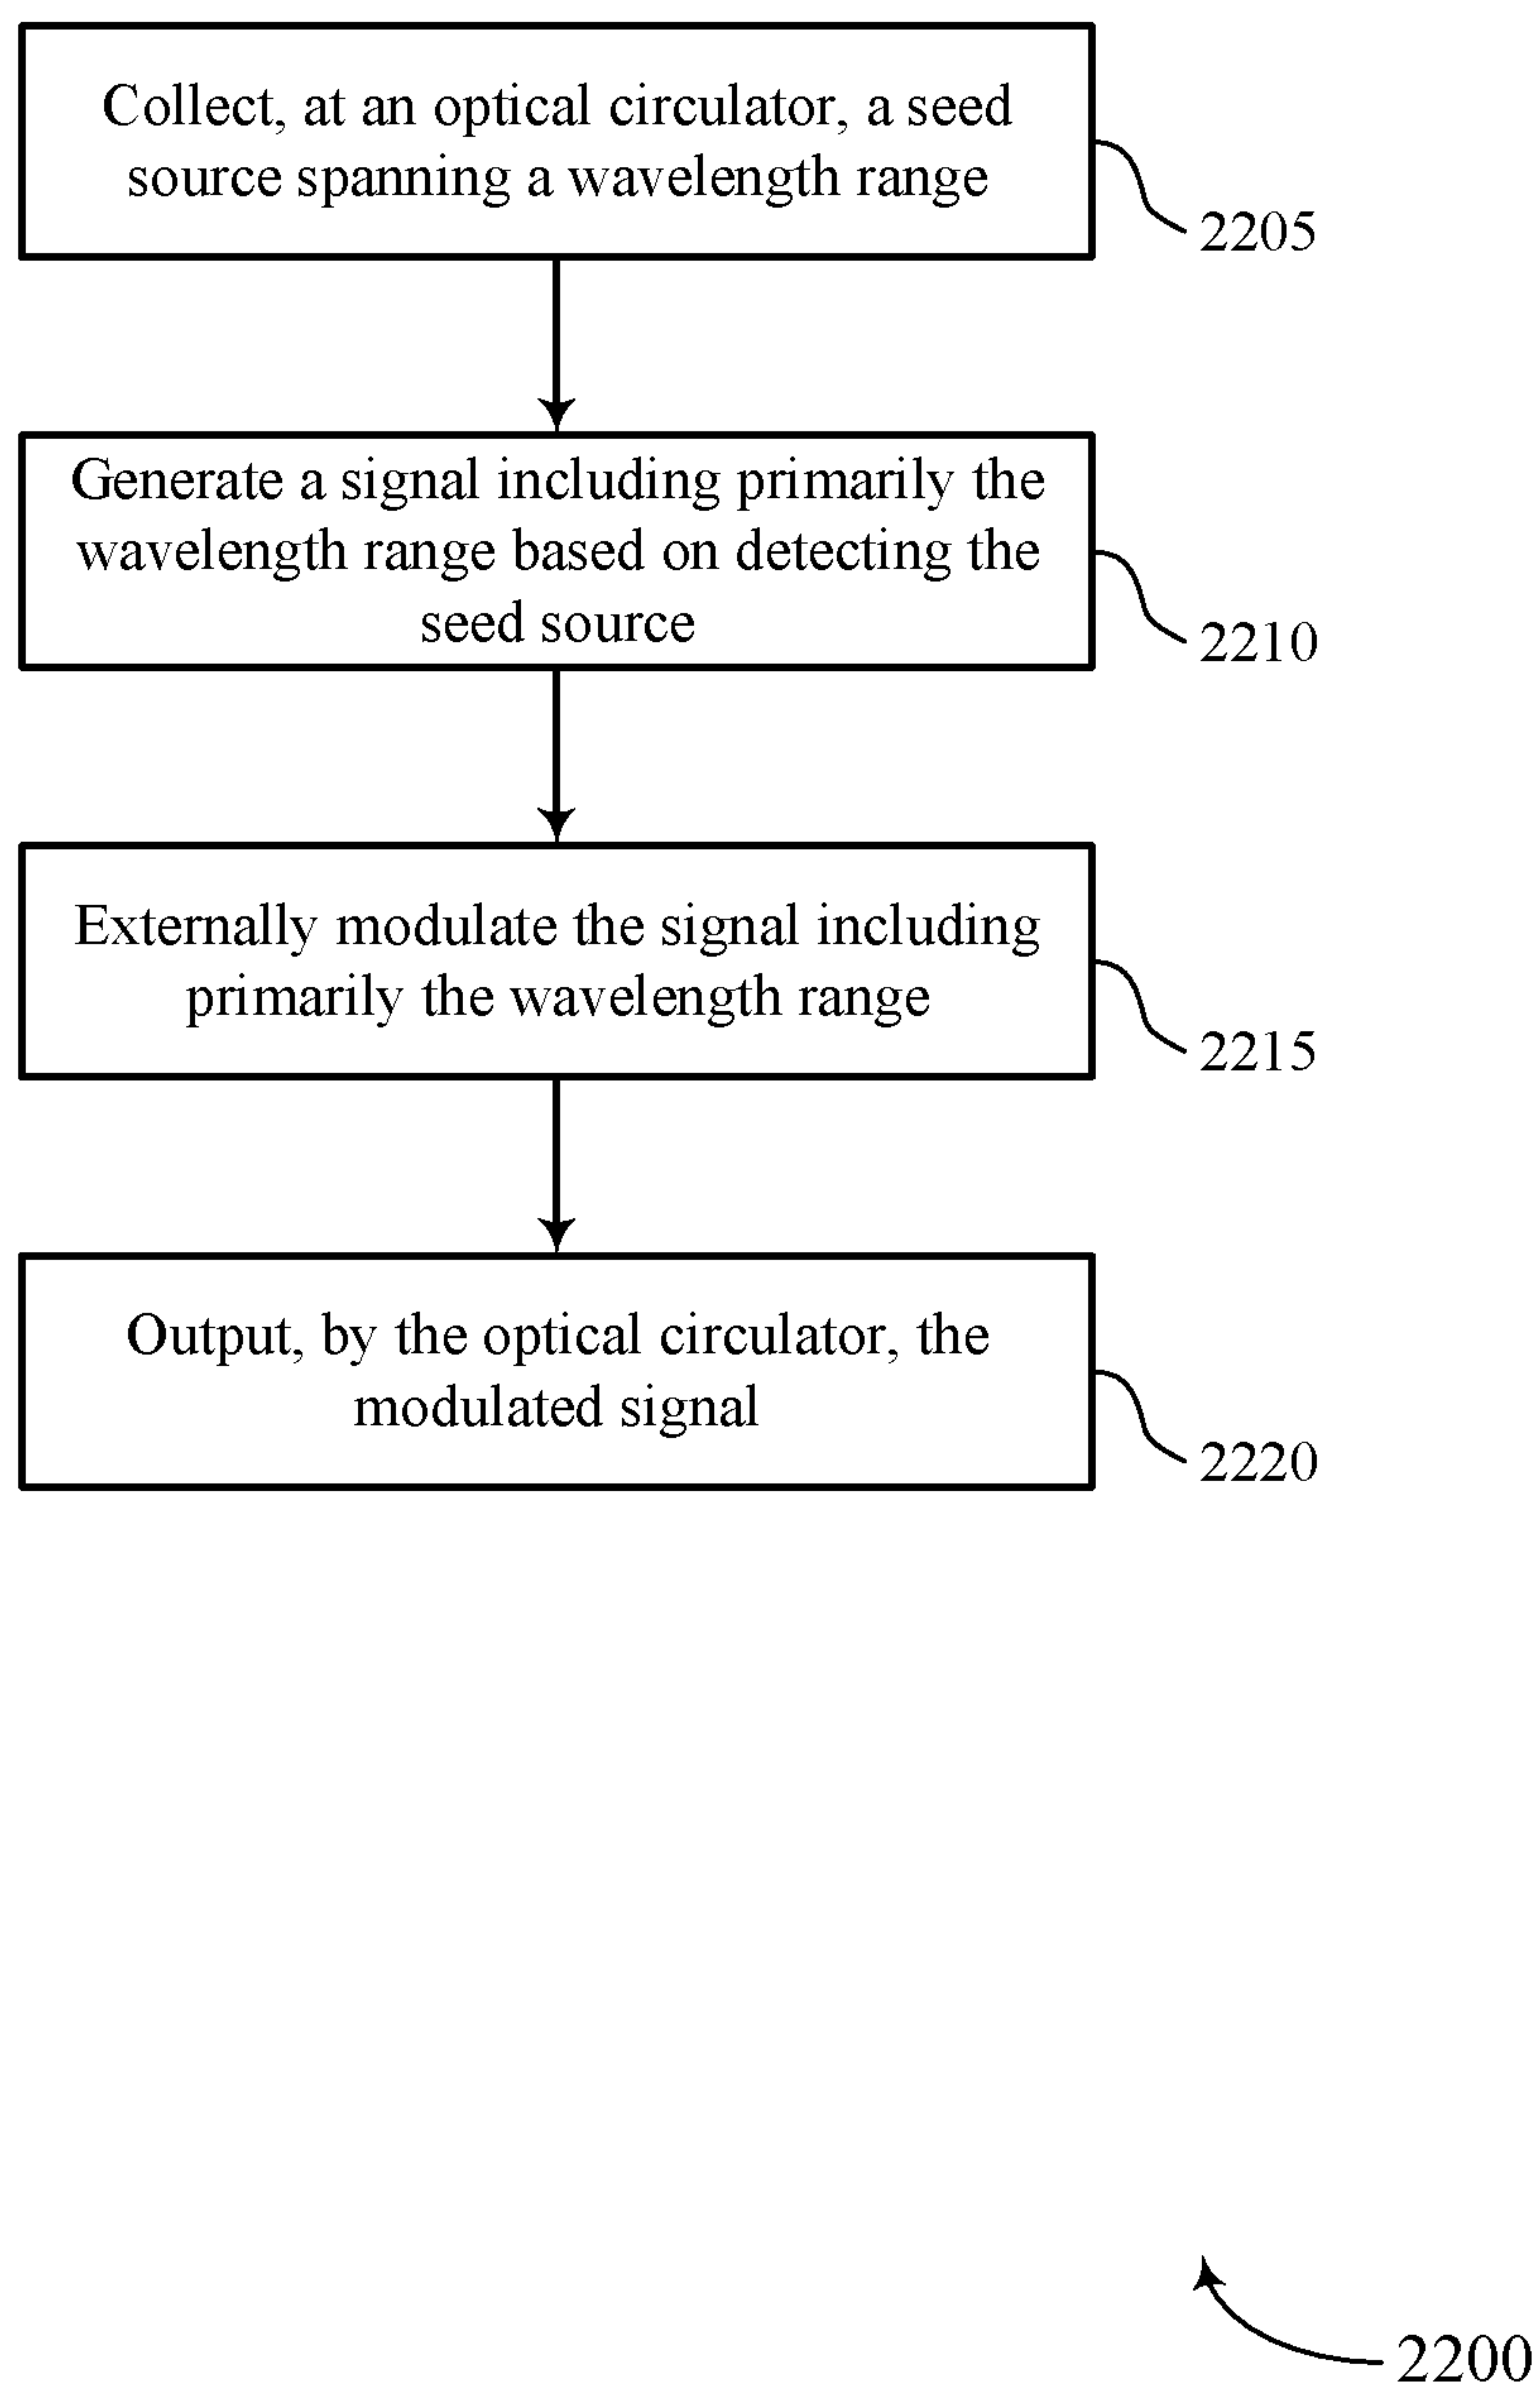 Collect, at an optical circulator, a seed
source spanning a wavelength range
2205
Generate a signal including primarily the
wavelength range based on detecting the
seed source
2210
Externally modulate the signal including
primarily the wavelength range
2215
Output, by the optical circulator, the
modulated signal
2220
2200